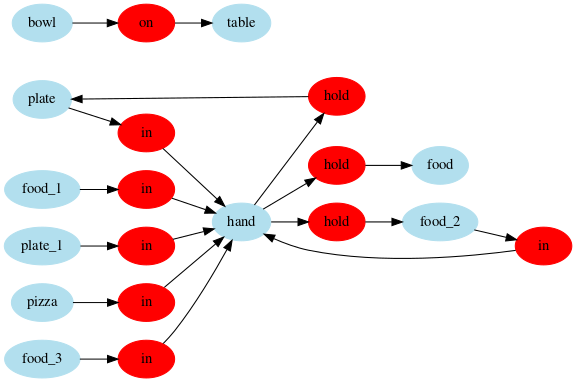 bowl
on
table
plate
hold
in
hold
food
food_1
in
hand
hold
food_2
plate_1
in
in
pizza
in
food_3
in